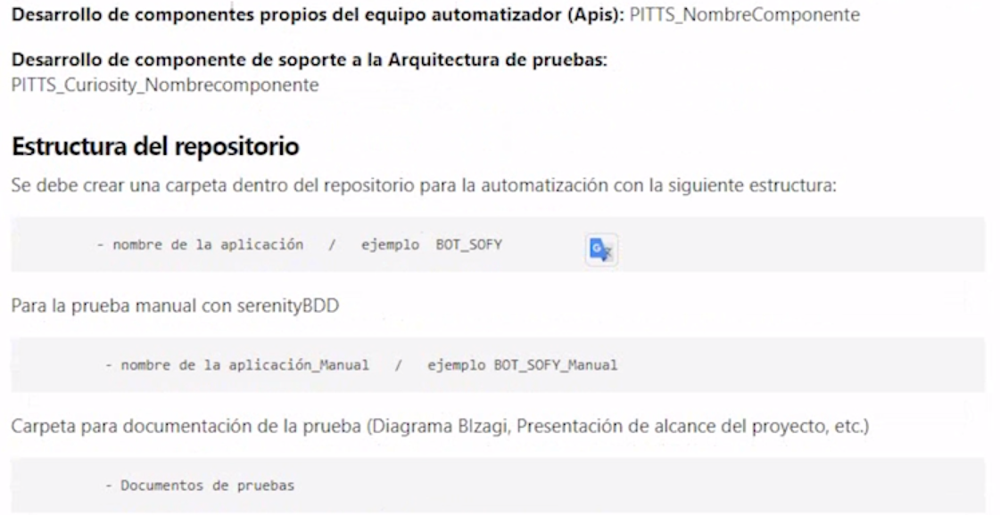 Desarrollo de componentes propios del equipo automatizador (Apis): PITTS_NombreComponente
Desarrollo de componente de soporte a la Arquitectura de pruebas:
PITTS_Curiosity_Nombrecomponente
Estructura del repositorio
Se debe crear una carpeta dentro del repositorio para la automatización con la siguiente estructura:
- nombre de la aplicación / ejemplo BOT_SOFY
Para la prueba manual con serenityBDD
- nombre de la aplicación_Manual / ejemplo BOT_SOFY_Manual
Carpeta para documentación de la prueba (Diagrama BIzagi, Presentación de alcance del proyecto, etc.)
- Documentos de pruebas